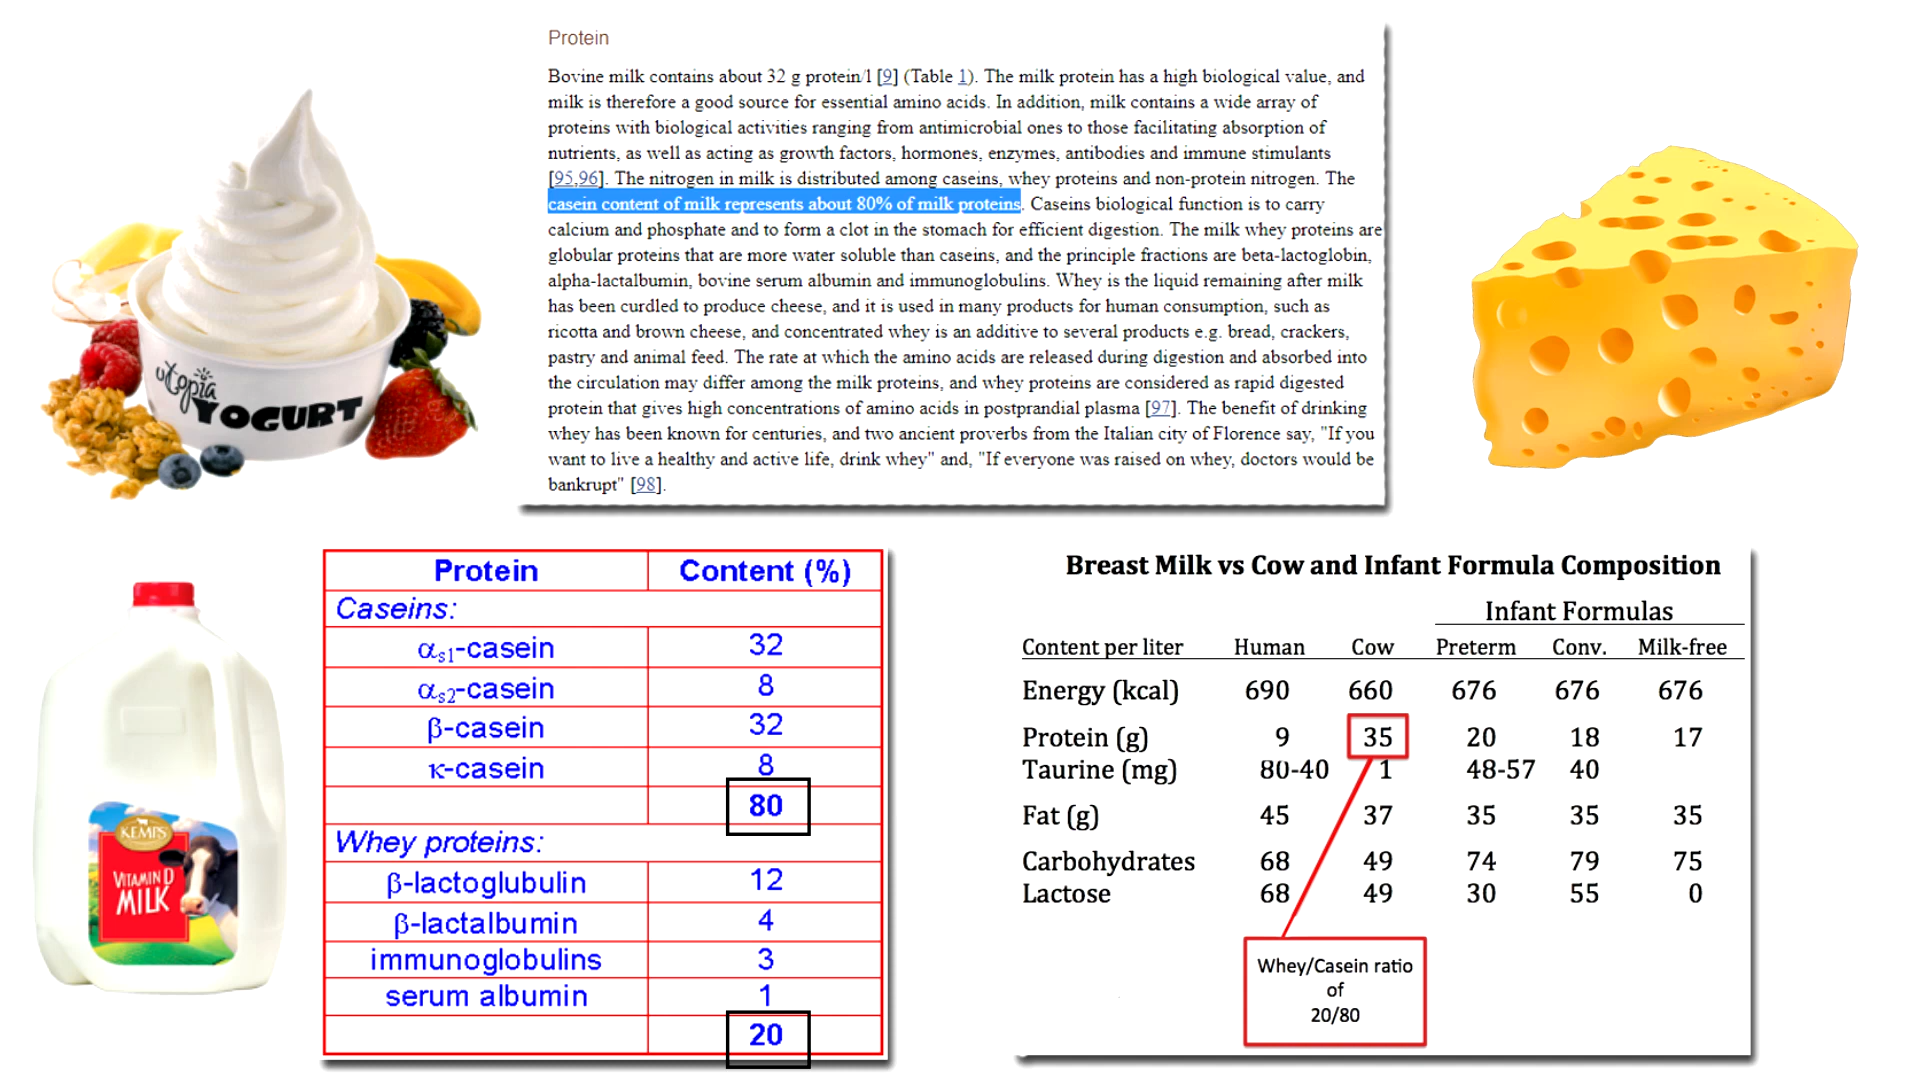 Protein
Bovine milk contains about 32 g protein/l [9] (Table 1). The milk protein has a high biological value, and
milk is therefore a good source for essential amino acids. In addition, milk contains a wide array of
proteins with biological activities ranging from antimicrobial ones to those facilitating absorption of
nutrients, as well as acting as growth factors, hormones, enzymes, antibodies and immune stimulants
[95,96]. The nitrogen in milk is distributed among caseins, whey proteins and non-protein nitrogen. The
casein content of milk represents about 80% of milk proteins. Caseins biological function is to carry
calcium and phosphate and to form a clot in the stomach for efficient digestion. The milk whey proteins are
globular proteins that are more water soluble than caseins, and the principle fractions are beta-lactoglobin,
alpha-lactalbumin, bovine serum albumin and immunoglobulins. Whey is the liquid remaining after milk
has been curdled to produce cheese, and it is used in many products for human consumption, such as
ricotta and brown cheese, and concentrated whey is an additive to several products e.g. bread, crackers,
pastry and animal feed. The rate at which the amino acids are released during digestion and absorbed into
the circulation may differ among the milk proteins, and whey proteins are considered as rapid digested
protein that gives high concentrations of amino acids in postprandial plasma [97]. The benefit of drinking
whey has been known for centuries, and two ancient proverbs from the Italian city of Florence say, "If you
want to live a healthy and active life, drink whey" and, "If everyone was raised on whey, doctors would be
bankrupt" [98].
utopia
YOGURT
KEMPS
VITAMIN D
MILK
Protein Content (%)
Caseins:
αs1-casein 32
αs2-casein 8
β-casein 32
κ-casein 8
80
Whey proteins:
β-lactoglubulin 12
β-lactalbumin 4
immunoglobulins 3
serum albumin 1
20
Breast Milk vs Cow and Infant Formula Composition
Infant Formulas
Content per liter Human Cow Preterm Conv. Milk-free
Energy (kcal) 690 660 676 676 676
Protein (g) 9 35 20 18 17
Taurine (mg) 80-40 1 48-57 40
Fat (g) 45 37 35 35 35
Carbohydrates 68 49 74 79 75
Lactose 68 49 30 55 0
Whey/Casein ratio
of
20/80